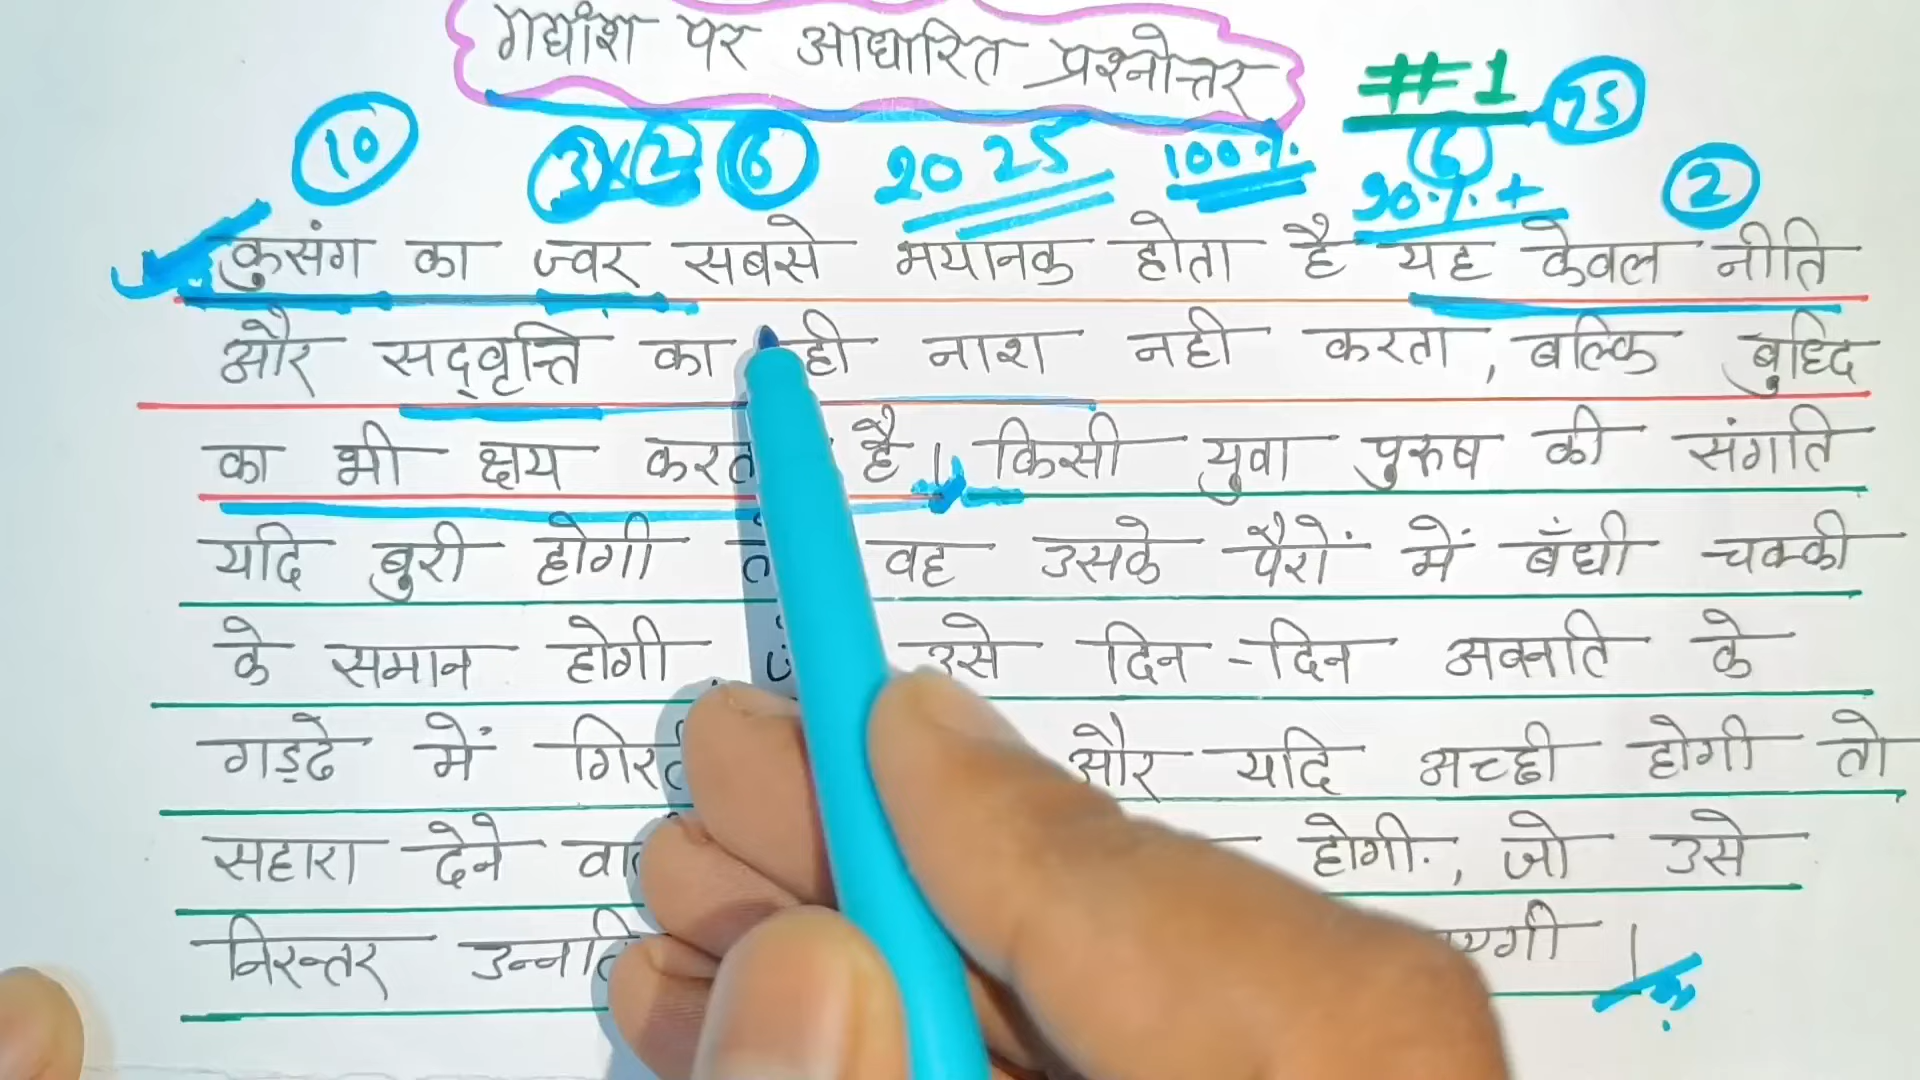 गद्यांश पर आधारित प्रश्नोत्तर
#1
75
10
3x2
6
2025
100%
6
90%+
2
कुसंग का ज्वर सबसे भयानक होता है यह केवल नीति
और सद्‌वृत्ति का ही नाश नही करता, बल्कि बुध्दि
का भी क्षय करत है। किसी युवा पुरुष की संगति
यदि बुरी होगी वह उसके पैरों में बँधी चक्की
के समान होगी, उसे दिन-दिन अवनति के
गड्ढे में और यदि अच्छी होगी तो
सहारा देने होगी, जो उसे
निरन्तर